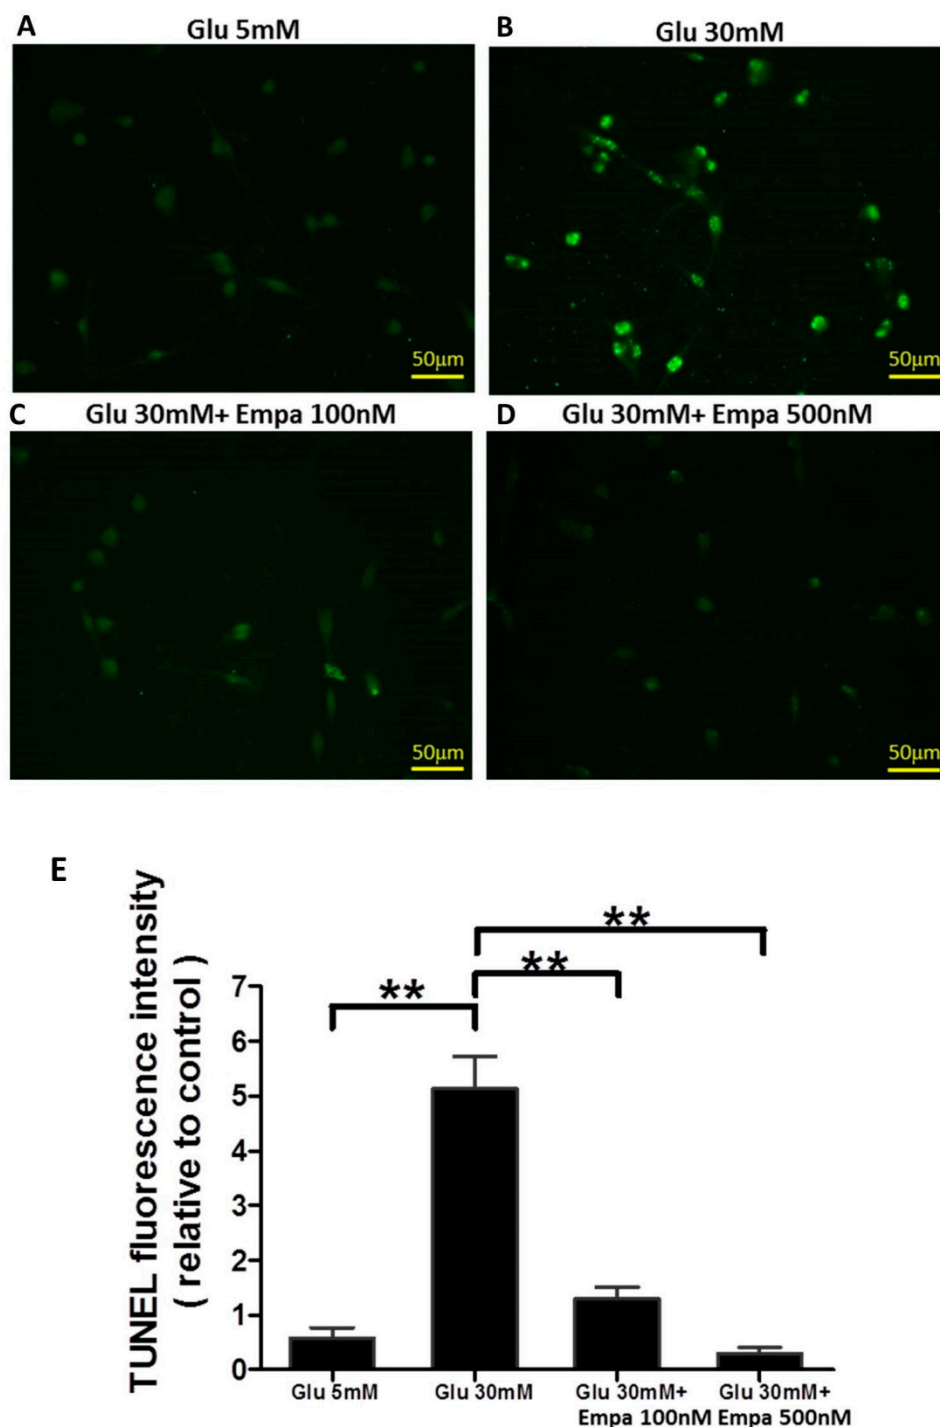 A
Glu 5mM
B
Glu 30mM
50µm
50µm
C
Glu 30mM+ Empa 100nM
D
Glu 30mM+ Empa 500nM
50µm
50µm
E
TUNEL fluorescence intensity
( relative to control )
**
**
**
7
6
5
4
3
2
1
0
Glu 5mM
Glu 30mM
Glu 30mM+
Empa 100nM
Glu 30mM+
Empa 500nM